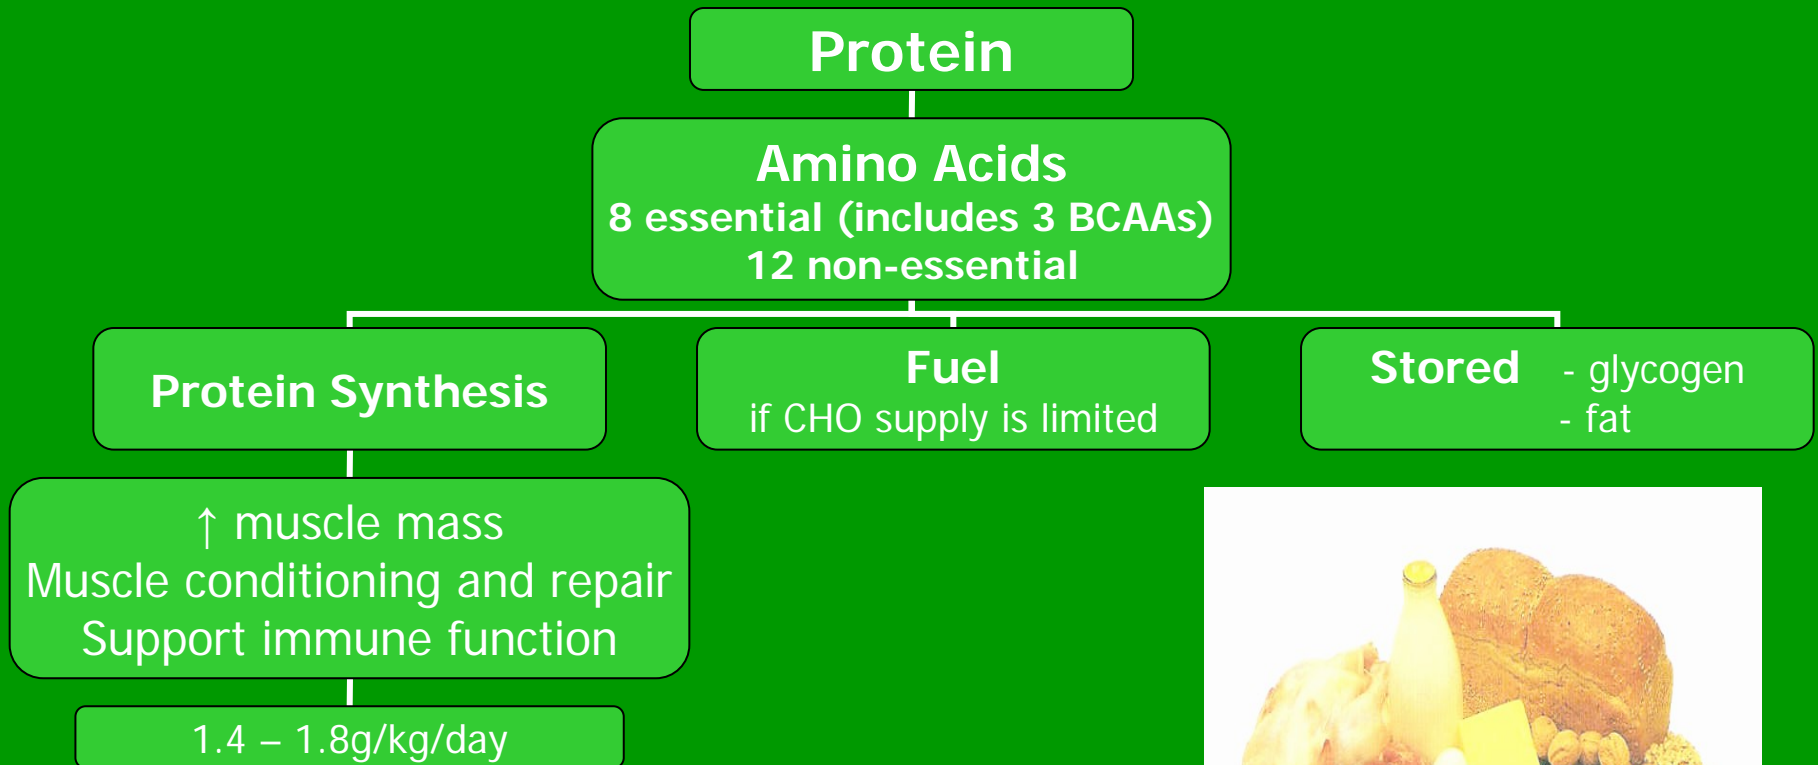 Protein
Amino Acids
8 essential (includes 3 BCAAs)
12 non-essential
Protein Synthesis
Fuel
if CHO supply is limited
Stored - glycogen
- fat
↑ muscle mass
Muscle conditioning and repair
Support immune function
1.4 – 1.8g/kg/day